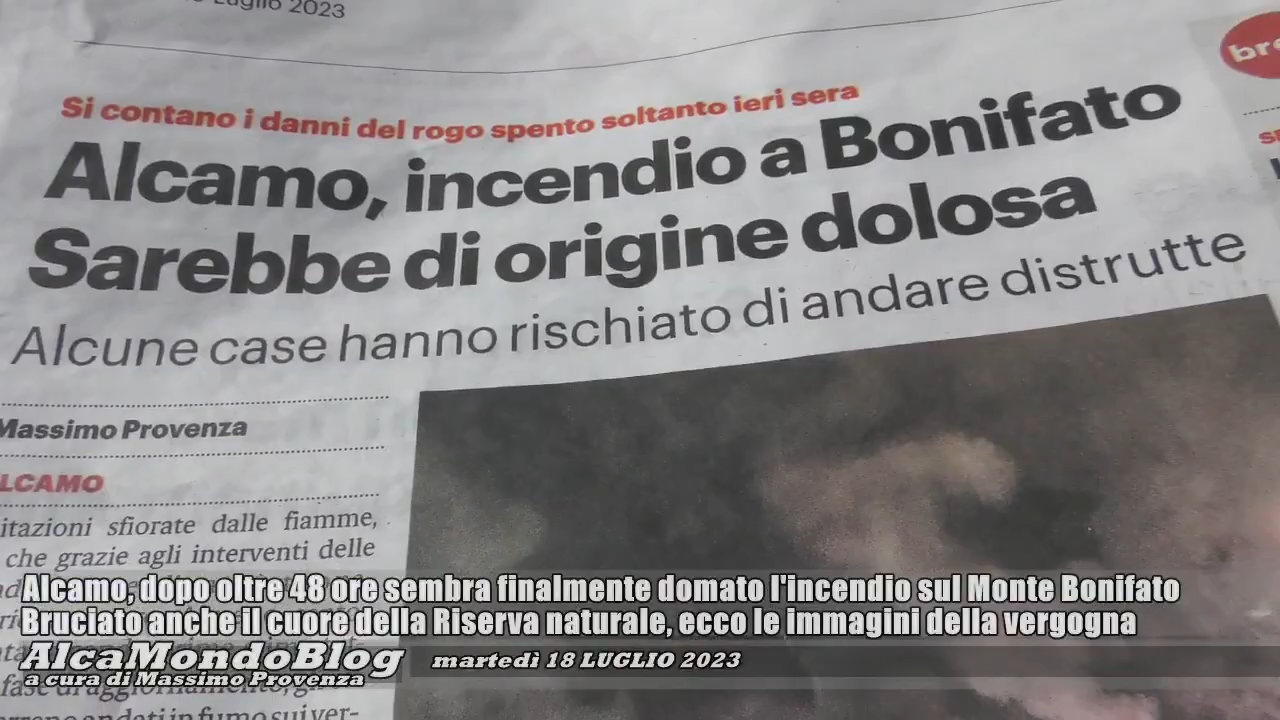 Luglio 2023
Si contano i danni del rogo spento soltanto ieri sera
Alcamo, incendio a Bonifato
Sarebbe di origine dolosa
Alcune case hanno rischiato di andare distrutte
Massimo Provenza
LCAMO
itazioni sfiorate dalle fiamme,
che grazie agli interventi delle
Alcamo, dopo oltre 48 ore sembra finalmente domato l'incendio sul Monte Bonifato
Bruciato anche il cuore della Riserva naturale, ecco le immagini della vergogna
AlcaMondoBlog martedì 18 LUGLIO 2023
a cura di Massimo Provenza
bre